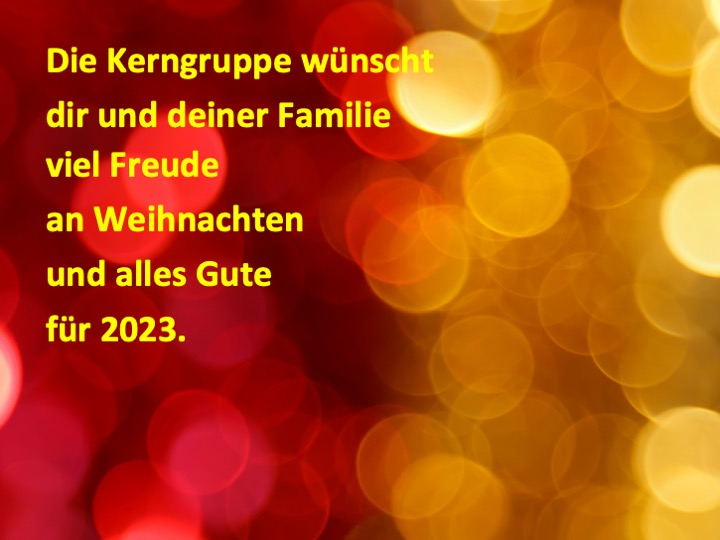 Die Kerngruppe wünscht
dir und deiner Familie
viel Freude
an Weihnachten
und alles Gute
für 2023.